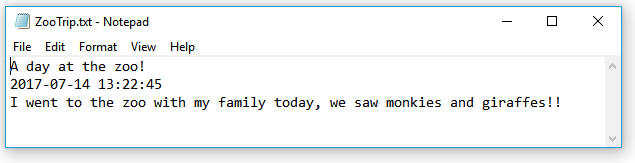 ZooTrip.txt - Notepad
File Edit Format View Help
A day at the zoo!
2017-07-14 13:22:45
I went to the zoo with my family today, we saw monkies and giraffes!!